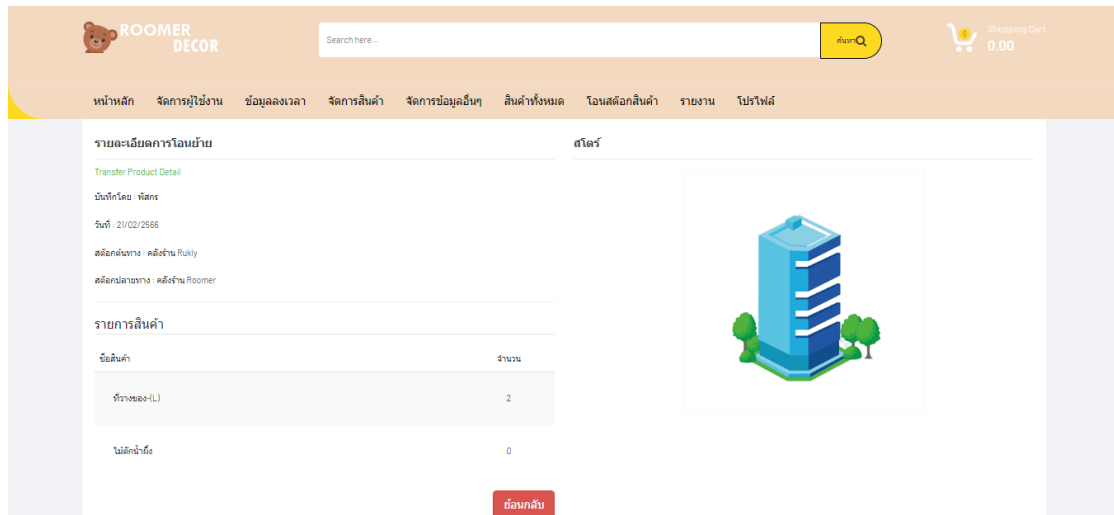 ROOMER
DECOR
Search here...
ค้นหา
0
Shopping Cart
0.00
หน้าหลัก จัดการผู้ใช้งาน ข้อมูลลงเวลา จัดการสินค้า จัดการข้อมูลอื่นๆ สินค้าทั้งหมด โอนสต๊อกสินค้า รายงาน โปรไฟล์
รายละเอียดการโอนย้าย
Transfer Product Detail
บันทึกโดย : พัสกร
วันที่ : 21/02/2566
สต๊อกต้นทาง : คลังร้าน Rukly
สต๊อกปลายทาง : คลังร้าน Roomer
รายการสินค้า
ชื่อสินค้า จำนวน
ที่วางของ-(L) 2
ไม้ตักน้ำผึ้ง 0
ย้อนกลับ
สโตร์